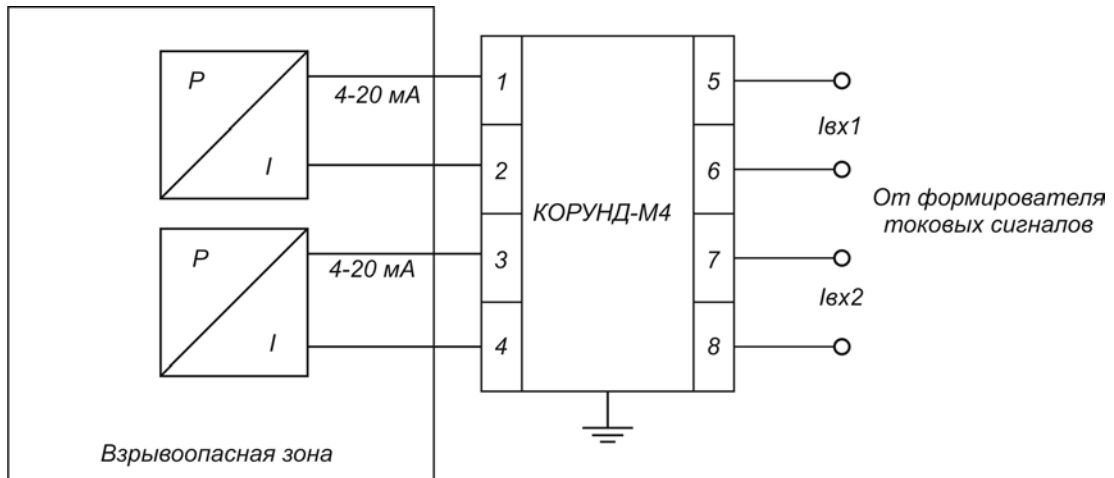 P
I
4-20 мА
P
I
4-20 мА
Взрывоопасная зона
1
2
3
4
КОРУНД-М4
5
6
7
8
Iвх1
Iвх2
От формирователя
токовых сигналов